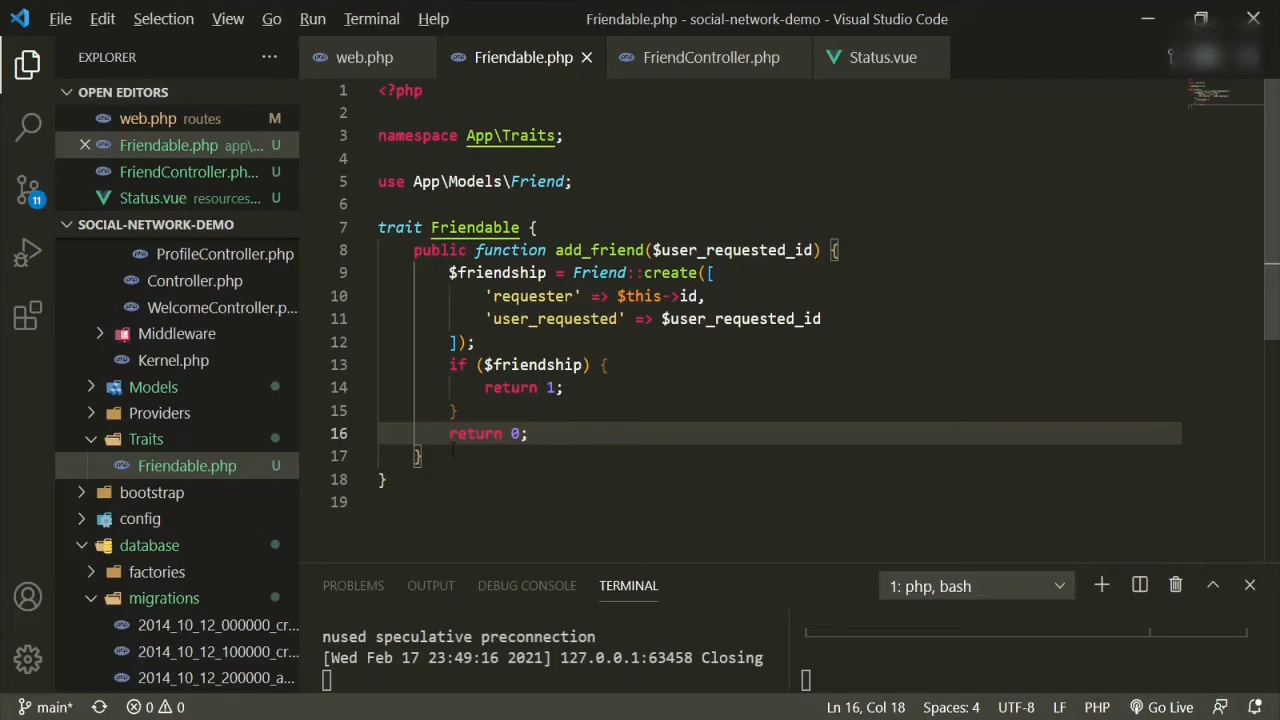 File Edit Selection View Go Run Terminal Help
Friendable.php - social-network-demo - Visual Studio Code
EXPLORER
web.php
Friendable.php
FriendController.php
Status.vue
OPEN EDITORS
web.php routes M
Friendable.php app\... U
FriendController.ph... U
Status.vue resources... U
SOCIAL-NETWORK-DEMO
ProfileController.php
Controller.php
WelcomeController.p...
Middleware
Kernel.php
Models
Providers
Traits
Friendable.php U
bootstrap
config
database
factories
migrations
2014_10_12_000000_cr...
2014_10_12_100000_cr...
2014_10_12_200000_a...
11
1 <?php
2
3 namespace App\Traits;
4
5 use App\Models\Friend;
6
7 trait Friendable {
8 public function add_friend($user_requested_id) {
9 $friendship = Friend::create([
10 'requester' => $this->id,
11 'user_requested' => $user_requested_id
12 ]);
13 if ($friendship) {
14 return 1;
15 }
16 return 0;
17 }
18 }
19
PROBLEMS OUTPUT DEBUG CONSOLE TERMINAL
1: php, bash
nused speculative preconnection
[Wed Feb 17 23:49:16 2021] 127.0.0.1:63458 Closing
main* 0 0
Ln 16, Col 18 Spaces: 4 UTF-8 LF PHP Go Live